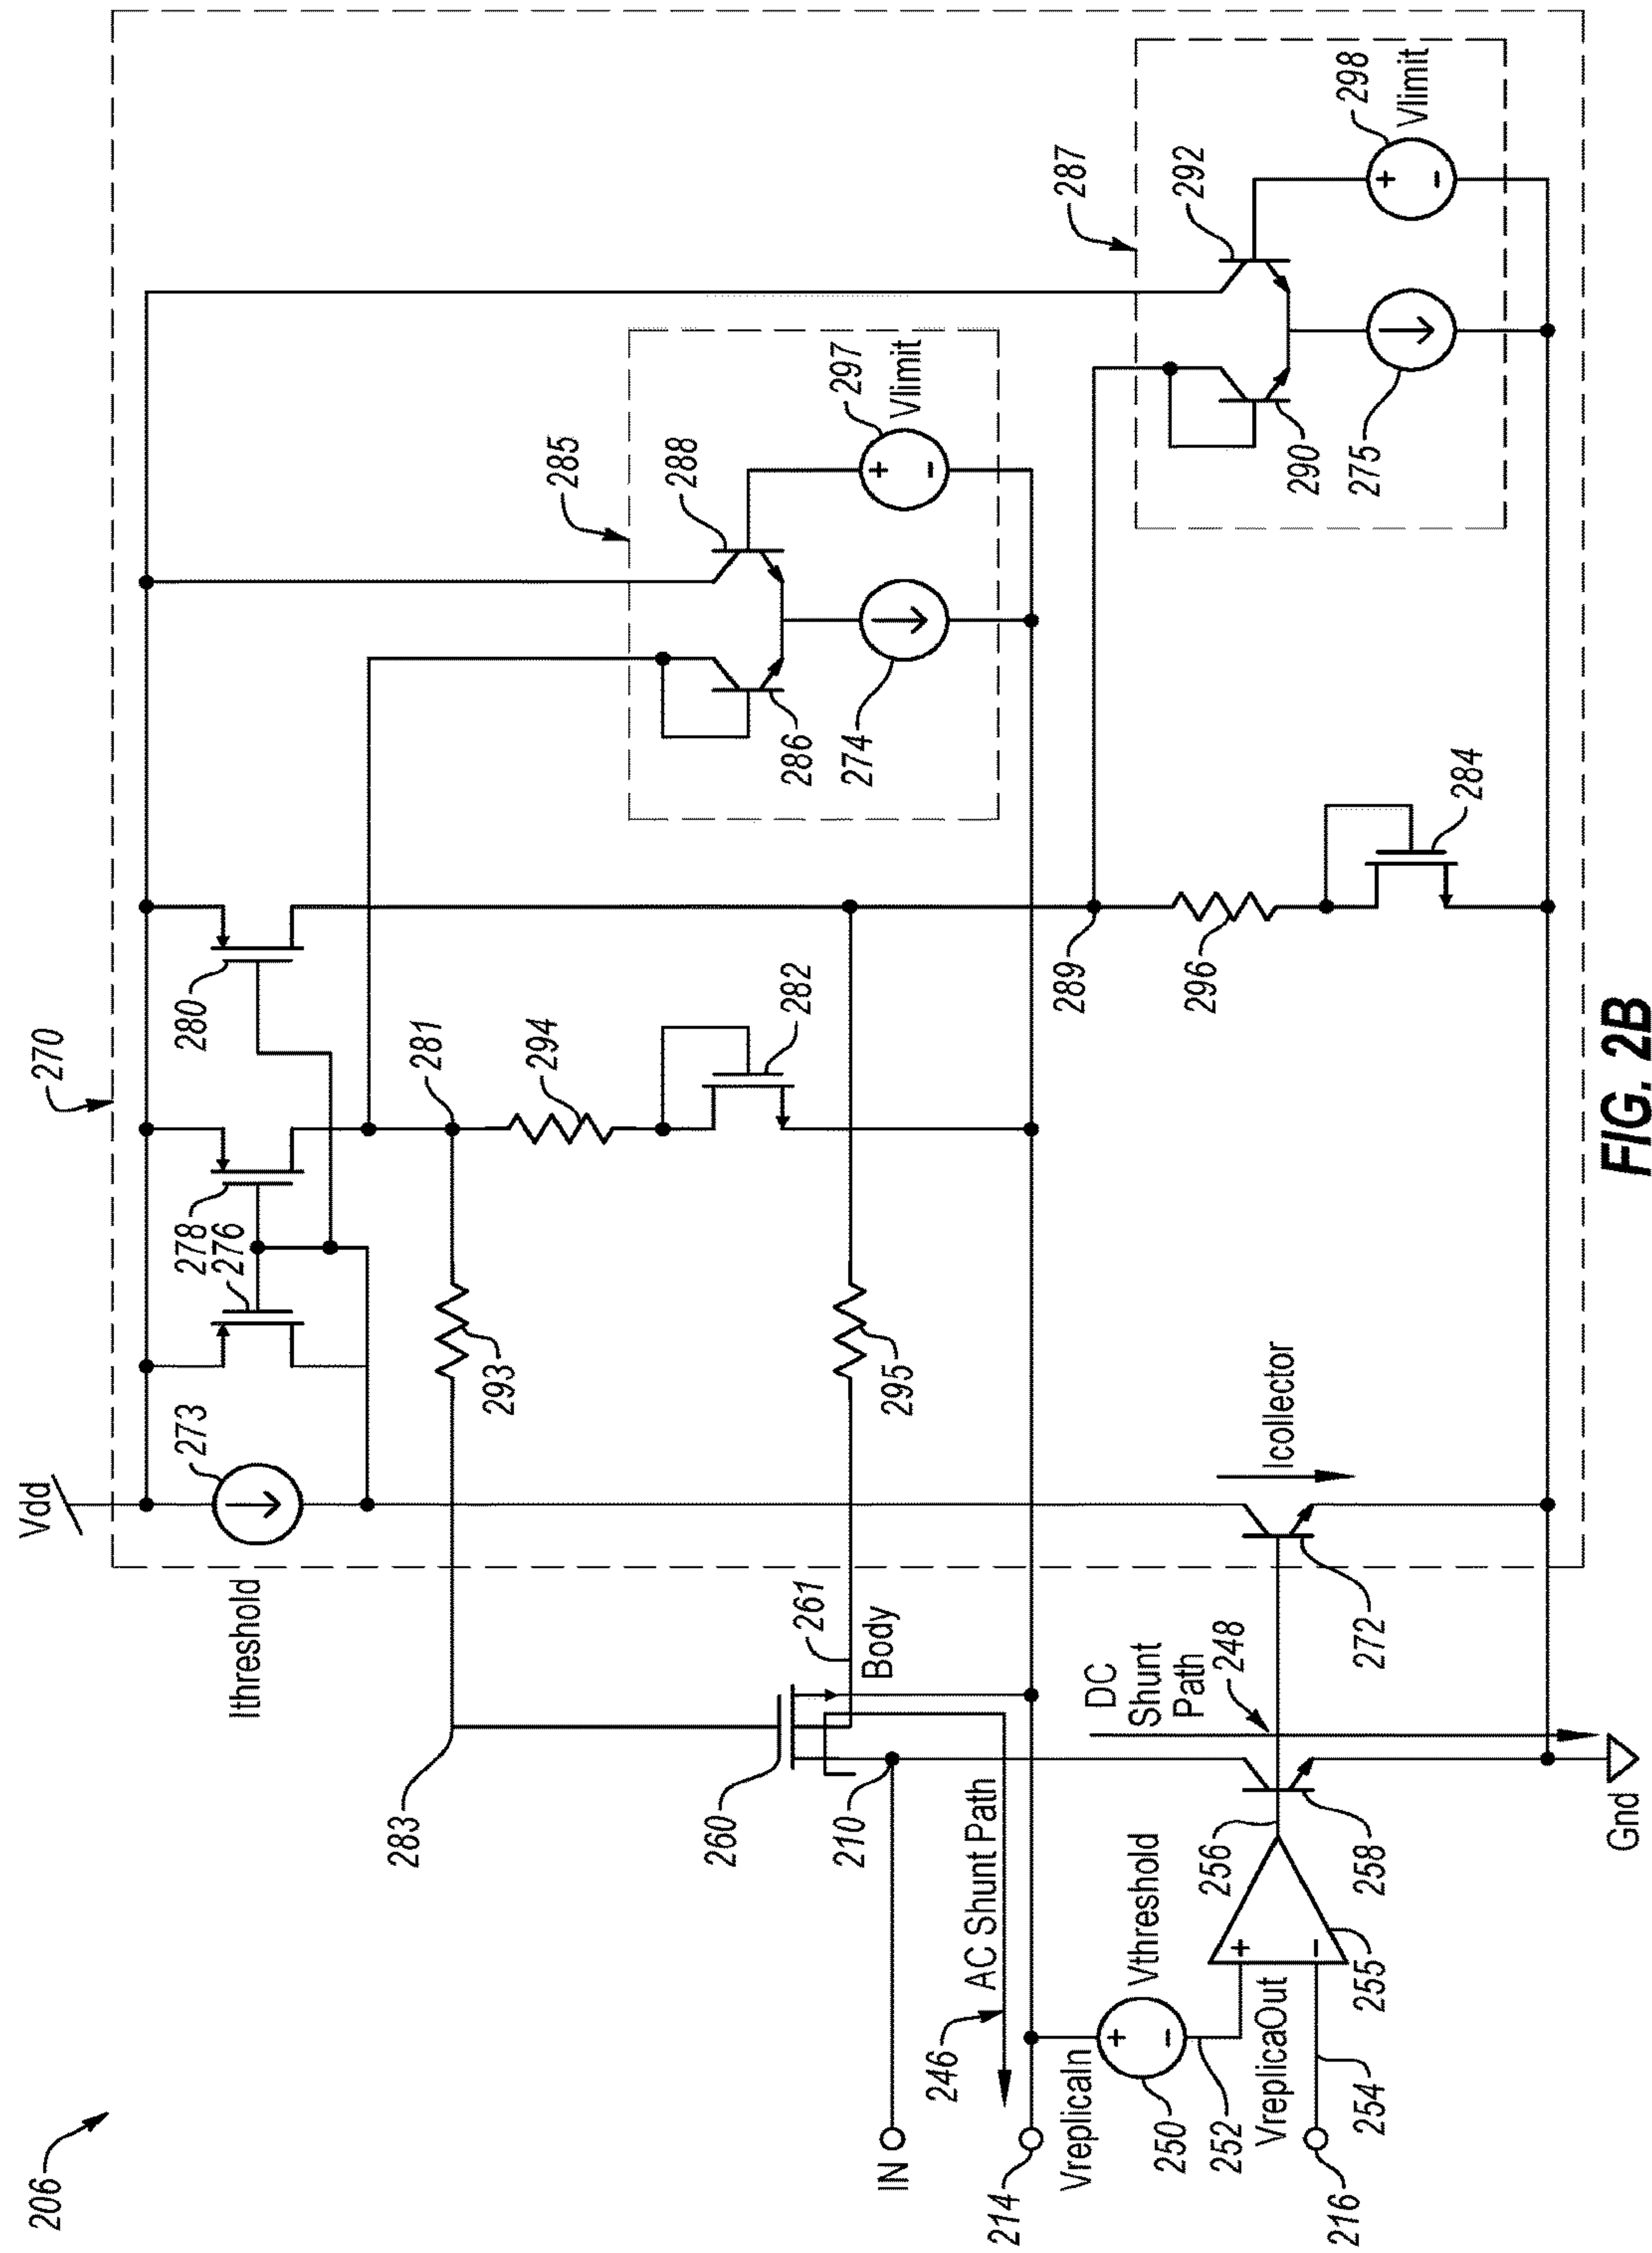 206
270
Vdd
Ithreshold
273
276
278
280
281
294
282
293
283
295
261
Body
260
210
IN
AC Shunt Path
246
214
VreplicaIn
250
Vthreshold
+
−
252
VreplicaOut
216
254
255
+
−
256
258
DC
Shunt
Path
248
272
Icollector
Gnd
285
286
288
274
297
Vlimit
+
−
289
296
284
287
290
292
275
298
Vlimit
+
−
FIG. 2B